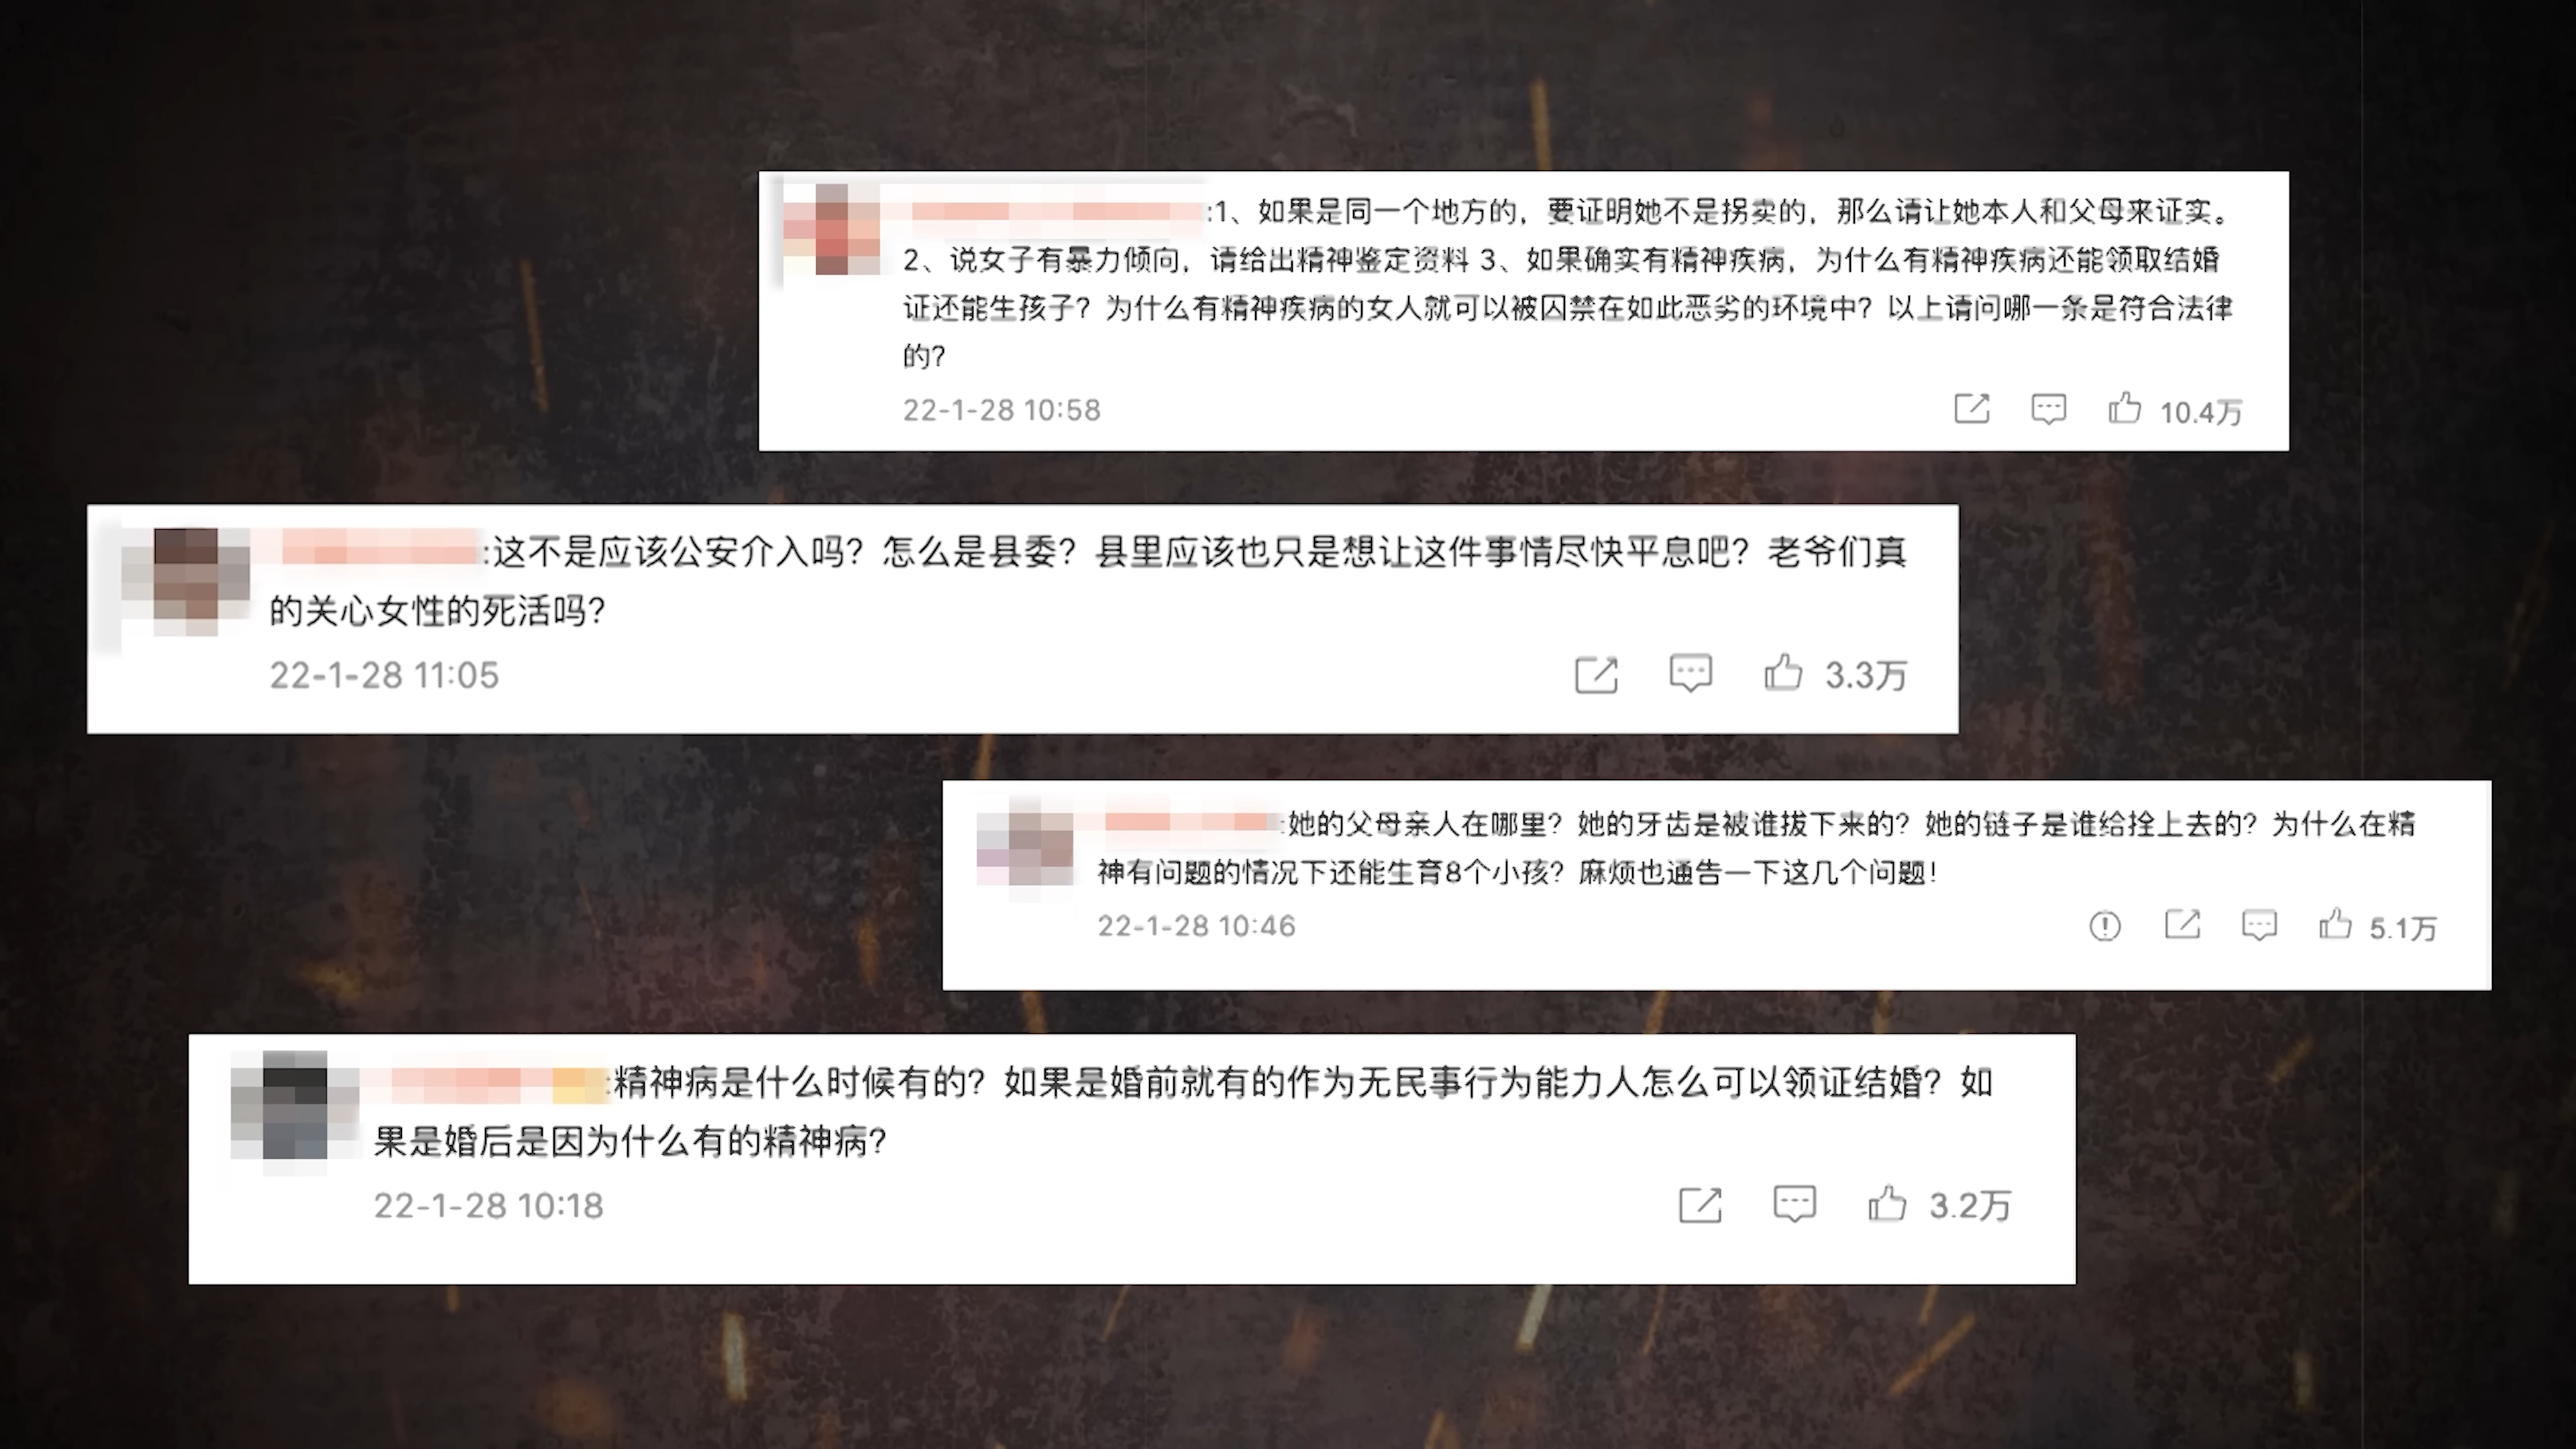 :1、如果是同一个地方的，要证明她不是拐卖的，那么请让她本人和父母来证实。
2、说女子有暴力倾向，请给出精神鉴定资料 3、如果确实有精神疾病，为什么有精神疾病还能领取结婚
证还能生孩子？为什么有精神疾病的女人就可以被囚禁在如此恶劣的环境中？以上请问哪一条是符合法律
的？
22-1-28 10:58 10.4万
:这不是应该公安介入吗？怎么是县委？县里应该也只是想让这件事情尽快平息吧？老爷们真
的关心女性的死活吗？
22-1-28 11:05 3.3万
:她的父母亲人在哪里？她的牙齿是被谁拔下来的？她的链子是谁给拴上去的？为什么在精
神有问题的情况下还能生育8个小孩？麻烦也通告一下这几个问题！
22-1-28 10:46 5.1万
:精神病是什么时候有的？如果是婚前就有的作为无民事行为能力人怎么可以领证结婚？如
果是婚后是因为什么有的精神病？
22-1-28 10:18 3.2万